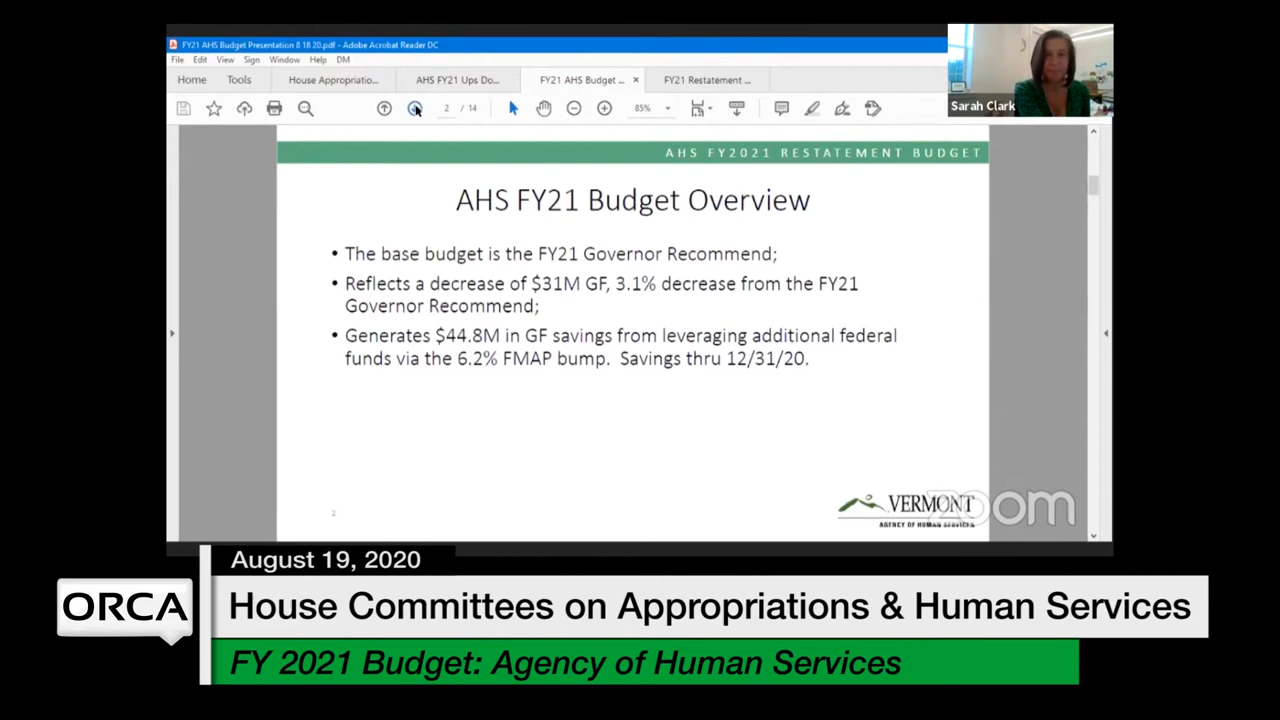 FY21 AHS Budget Presentation 8 18 20.pdf - Adobe Acrobat Reader DC
File Edit View Sign Window Help DM
Home Tools House Appropriatio... AHS FY21 Ups Do... FY21 AHS Budget ... × FY21 Restatement ...
2 / 14 85%
Sarah Clark
AHS FY2021 RESTATEMENT BUDGET
AHS FY21 Budget Overview
• The base budget is the FY21 Governor Recommend;
• Reflects a decrease of $31M GF, 3.1% decrease from the FY21
Governor Recommend;
• Generates $44.8M in GF savings from leveraging additional federal
funds via the 6.2% FMAP bump. Savings thru 12/31/20.
2
VERMONT
AGENCY OF HUMAN SERVICES
zoom
August 19, 2020
ORCA
House Committees on Appropriations & Human Services
FY 2021 Budget: Agency of Human Services